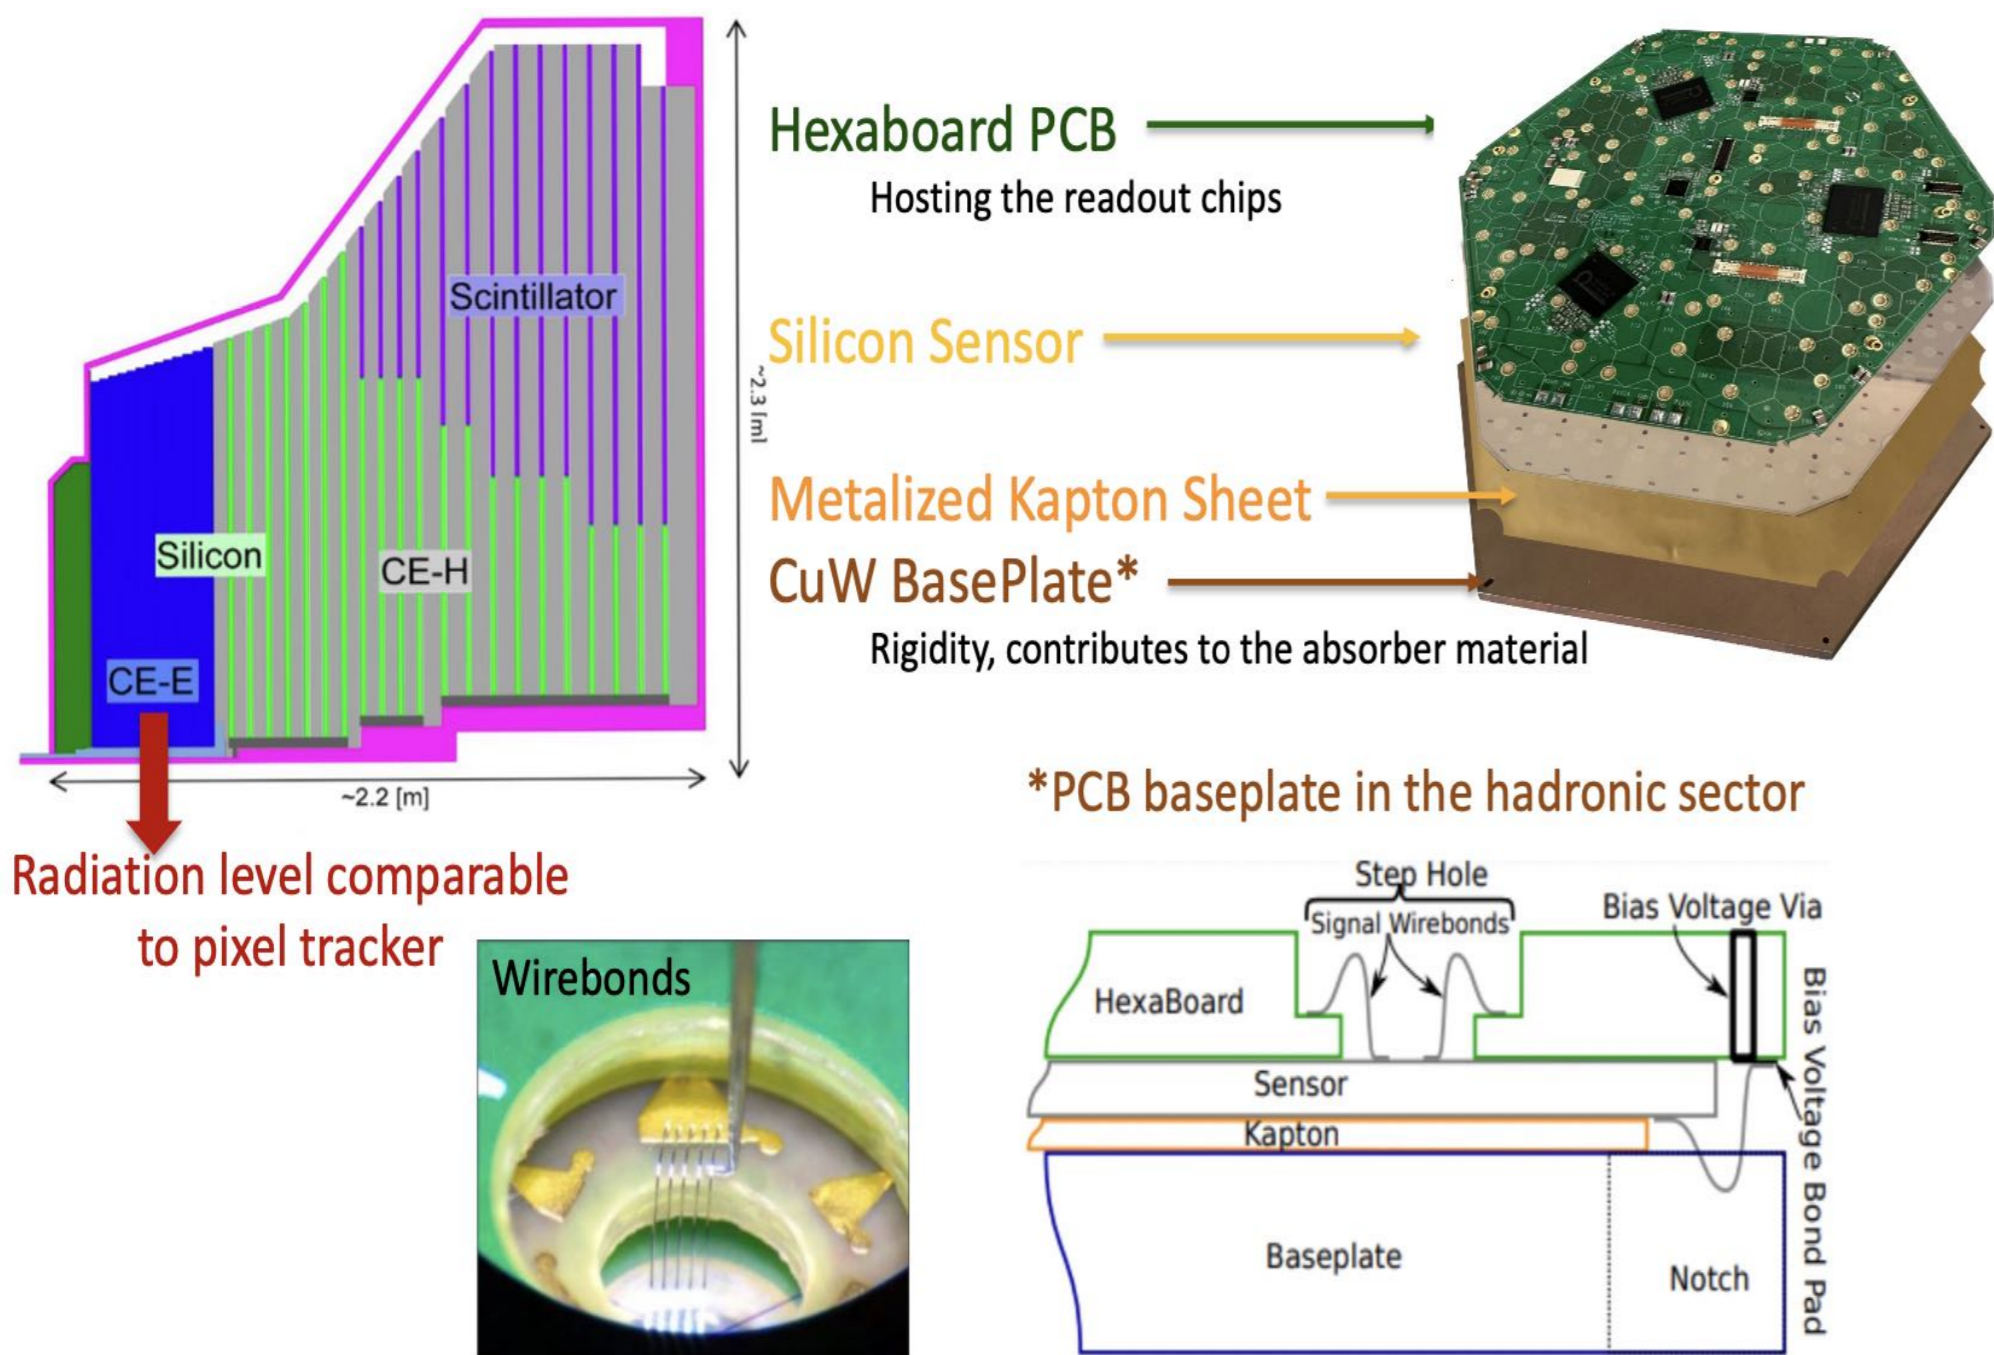 Scintillator
Silicon
CE-H
CE-E
~2.3 [m]
~2.2 [m]
Radiation level comparable
to pixel tracker
Hexaboard PCB
Hosting the readout chips
Silicon Sensor
Metalized Kapton Sheet
CuW BasePlate*
Rigidity, contributes to the absorber material
*PCB baseplate in the hadronic sector
Wirebonds
Step Hole
Signal Wirebonds
Bias Voltage Via
HexaBoard
Sensor
Kapton
Baseplate
Notch
Bias Voltage Bond Pad